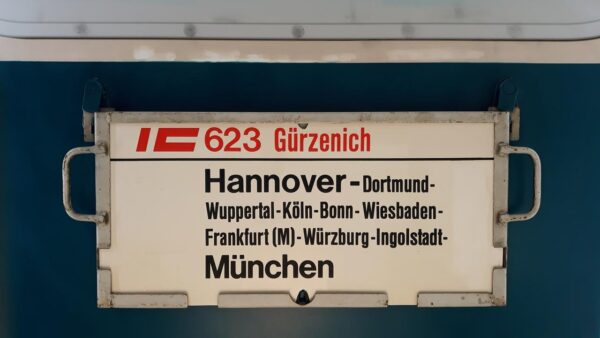 IC 623 Gürzenich
Hannover-Dortmund-
Wuppertal-Köln-Bonn-Wiesbaden-
Frankfurt (M)-Würzburg-Ingolstadt-
München